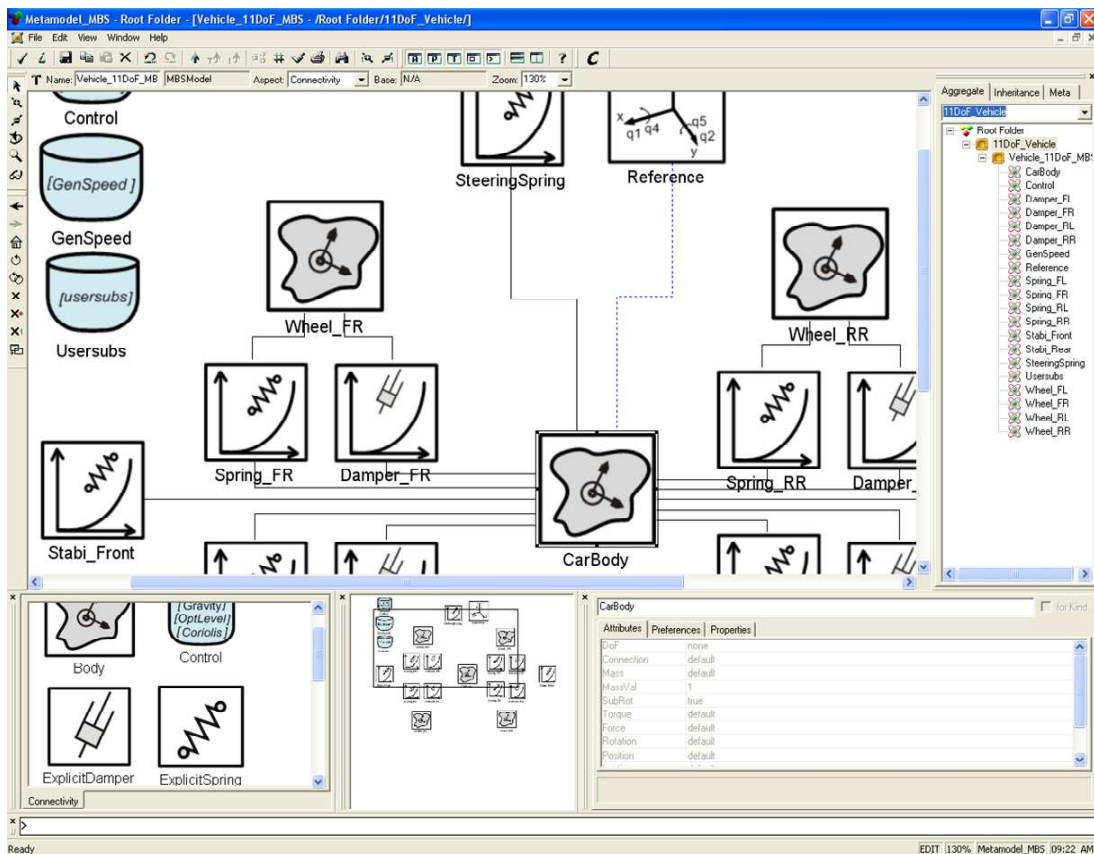 Metamodel_MBS - Root Folder - [Vehicle_11DoF_MBS - /Root Folder/11DoF_Vehicle/]
File Edit View Window Help
Name: Vehicle_11DoF_MB MBSModel Aspect: Connectivity Base: N/A Zoom: 130%
Control
[GenSpeed ]
GenSpeed
[usersubs]
Usersubs
SteeringSpring
x
q1 q4
q5
q2
y
Reference
Wheel_FR
Wheel_RR
Spring_FR
Damper_FR
Spring_RR
Damper_
Stabi_Front
CarBody
Aggregate Inheritance Meta
11DoF_Vehicle
Root Folder
11DoF_Vehicle
Vehicle_11DoF_MBS
CarBody
Control
Damper_FL
Damper_FR
Damper_RL
Damper_RR
GenSpeed
Reference
Spring_FL
Spring_FR
Spring_RL
Spring_RR
Stabi_Front
Stabi_Rear
SteeringSpring
Usersubs
Wheel_FL
Wheel_FR
Wheel_RL
Wheel_RR
Body
[Gravity]
[OptLevel]
[Coriolis]
Control
ExplicitDamper
ExplicitSpring
Connectivity
CarBody
for Kind
Attributes Preferences Properties
DoF none
Connection default
Mass default
MassVal 1
SubRot true
Torque default
Force default
Rotation default
Position default
>
Ready
EDIT 130% Metamodel_MBS 09:22 AM